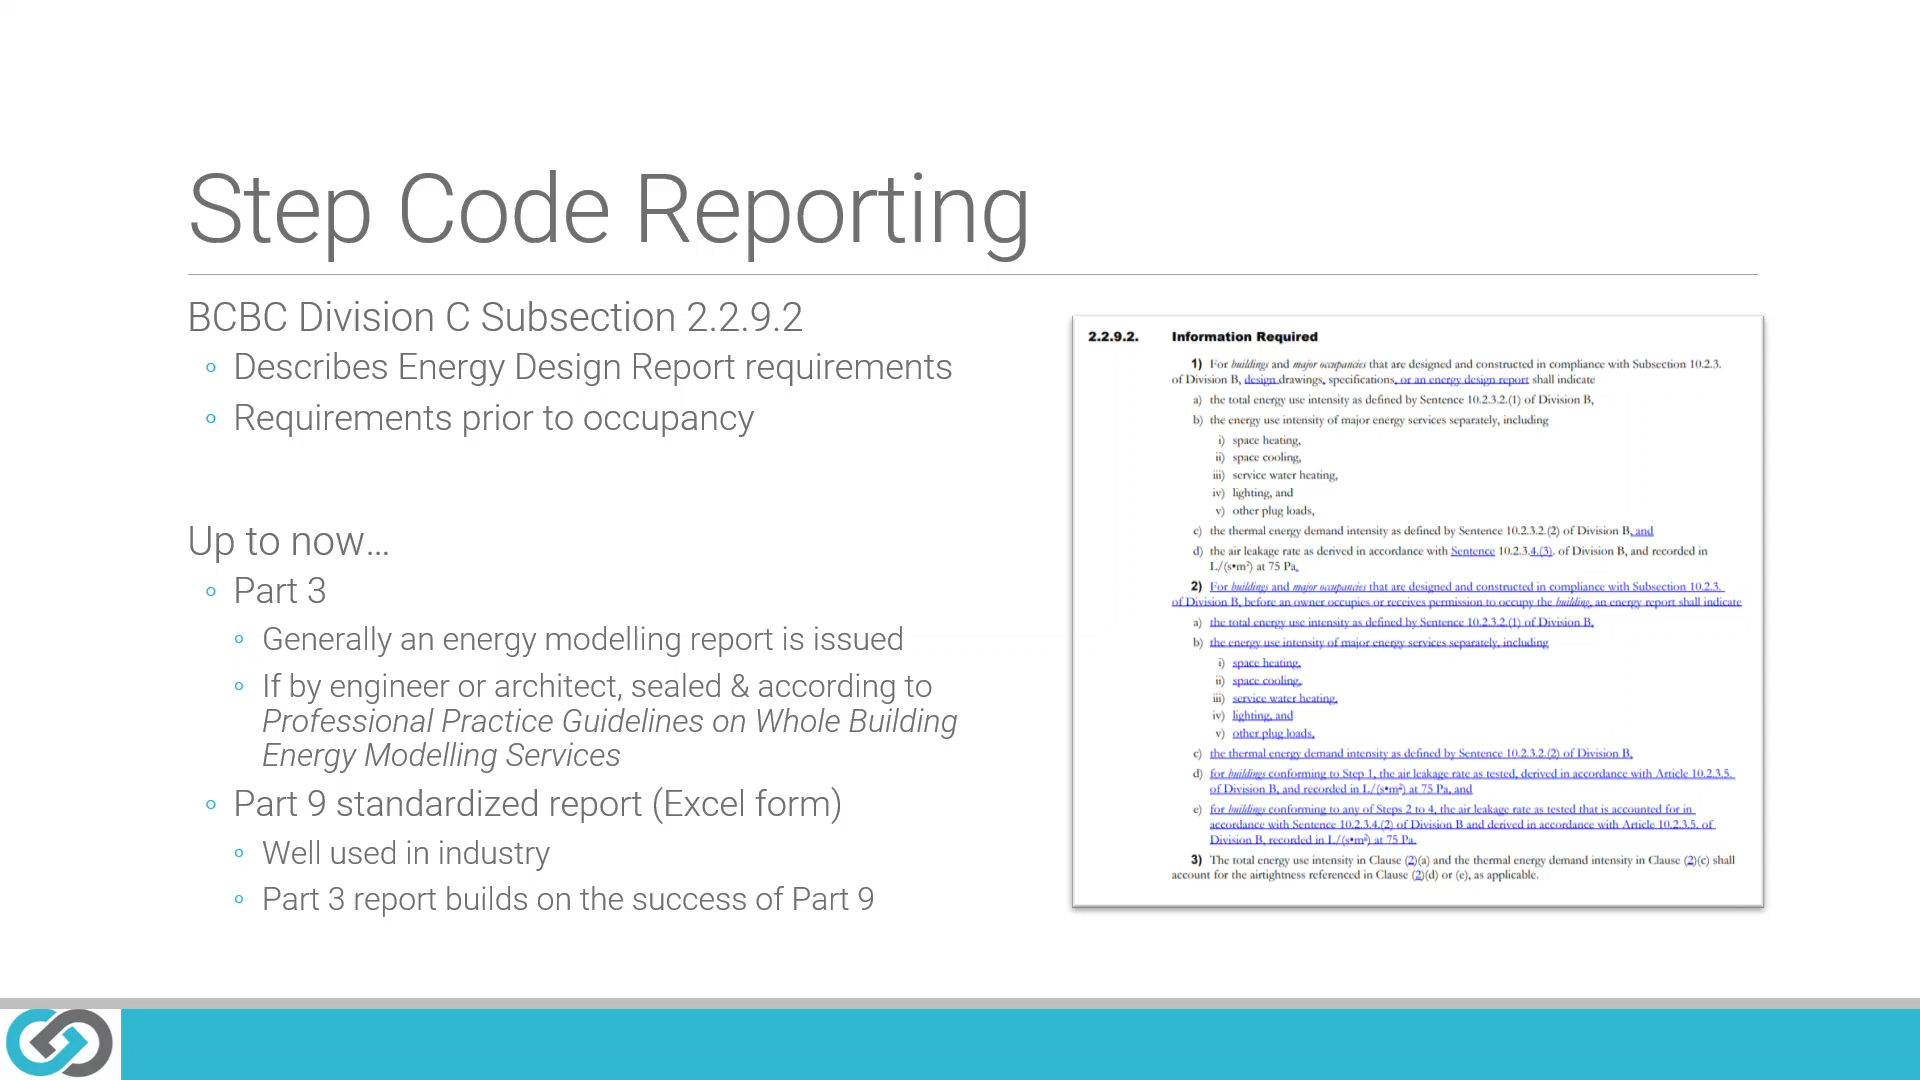 Step Code Reporting
BCBC Division C Subsection 2.2.9.2
Describes Energy Design Report requirements
Requirements prior to occupancy
Up to now...
Part 3
Generally an energy modelling report is issued
If by engineer or architect, sealed & according to
Professional Practice Guidelines on Whole Building
Energy Modelling Services
Part 9 standardized report (Excel form)
Well used in industry
Part 3 report builds on the success of Part 9
2.2.9.2. Information Required
1) For buildings and major occupancies that are designed and constructed in compliance with Subsection 10.2.3.
of Division B, design drawings, specifications, or an energy design report shall indicate
a) the total energy use intensity as defined by Sentence 10.2.3.2.(1) of Division B,
b) the energy use intensity of major energy services separately, including
i) space heating,
ii) space cooling,
iii) service water heating,
iv) lighting, and
v) other plug loads,
c) the thermal energy demand intensity as defined by Sentence 10.2.3.2.(2) of Division B, and
d) the air leakage rate as derived in accordance with Sentence 10.2.3.4.(3). of Division B, and recorded in
L/(s•m²) at 75 Pa.
2) For buildings and major occupancies that are designed and constructed in compliance with Subsection 10.2.3.
of Division B, before an owner occupies or receives permission to occupy the building, an energy report shall indicate
a) the total energy use intensity as defined by Sentence 10.2.3.2.(1) of Division B,
b) the energy use intensity of major energy services separately, including
i) space heating,
ii) space cooling,
iii) service water heating,
iv) lighting, and
v) other plug loads,
c) the thermal energy demand intensity as defined by Sentence 10.2.3.2.(2) of Division B,
d) for buildings conforming to Step 1, the air leakage rate as tested, derived in accordance with Article 10.2.3.5.
of Division B, and recorded in L/(s•m²) at 75 Pa, and
e) for buildings conforming to any of Steps 2 to 4, the air leakage rate as tested that is accounted for in
accordance with Sentence 10.2.3.4.(2) of Division B and derived in accordance with Article 10.2.3.5. of
Division B, recorded in L/(s•m²) at 75 Pa.
3) The total energy use intensity in Clause (2)(a) and the thermal energy demand intensity in Clause (2)(c) shall
account for the airtightness referenced in Clause (2)(d) or (e), as applicable.